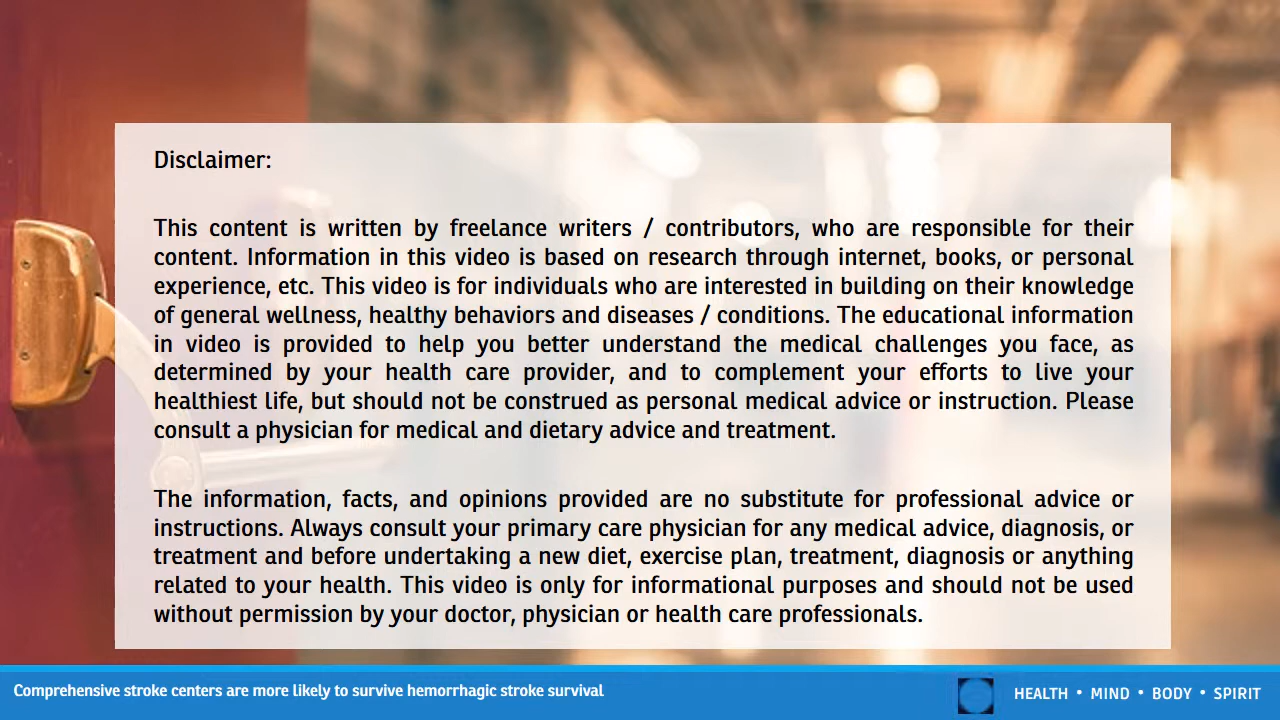 Disclaimer:
This content is written by freelance writers / contributors, who are responsible for their
content. Information in this video is based on research through internet, books, or personal
experience, etc. This video is for individuals who are interested in building on their knowledge
of general wellness, healthy behaviors and diseases / conditions. The educational information
in video is provided to help you better understand the medical challenges you face, as
determined by your health care provider, and to complement your efforts to live your
healthiest life, but should not be construed as personal medical advice or instruction. Please
consult a physician for medical and dietary advice and treatment.
The information, facts, and opinions provided are no substitute for professional advice or
instructions. Always consult your primary care physician for any medical advice, diagnosis, or
treatment and before undertaking a new diet, exercise plan, treatment, diagnosis or anything
related to your health. This video is only for informational purposes and should not be used
without permission by your doctor, physician or health care professionals.
Comprehensive stroke centers are more likely to survive hemorrhagic stroke survival
HEALTH • MIND • BODY • SPIRIT